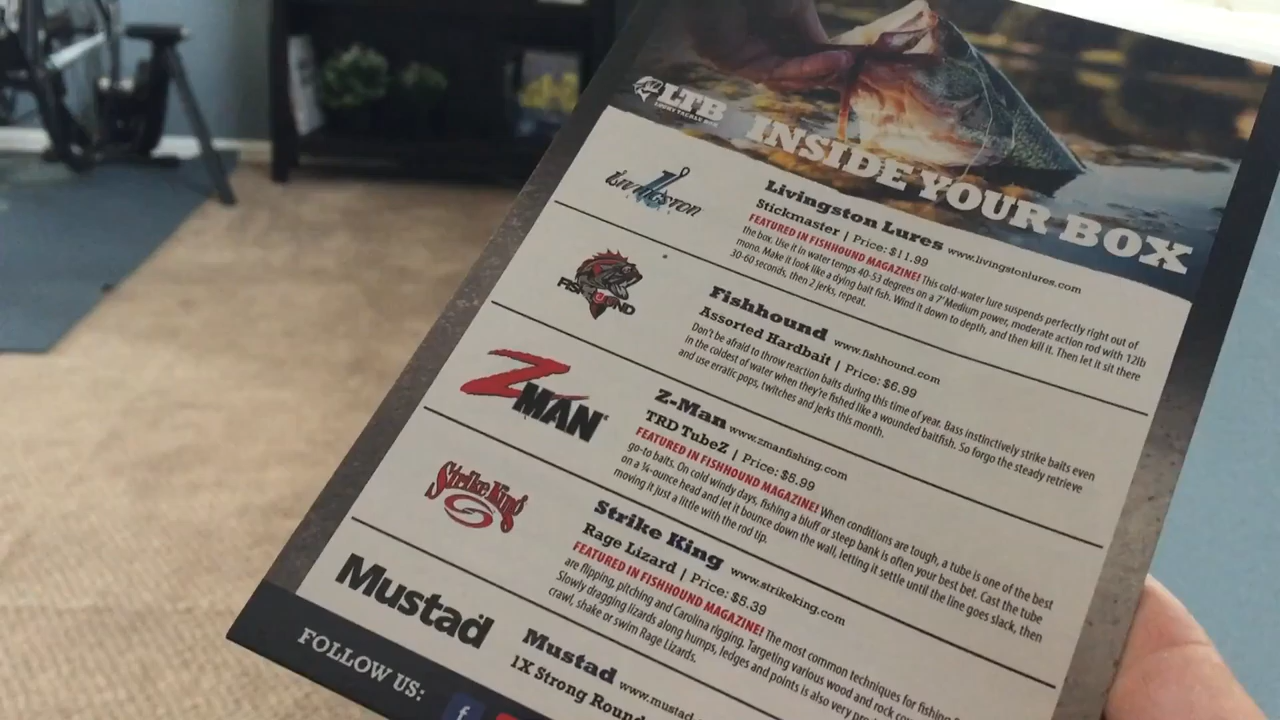 LTB
LUCKY TACKLE BOX
INSIDE YOUR BOX
Livingston
Livingston Lures www.livingstonlures.com
Stickmaster | Price: $11.99
FEATURED IN FISHHOUND MAGAZINE! This cold-water lure suspends perfectly right out of
the box. Use it in water temps 40-53 degrees on a 7' Medium power, moderate action rod with 12lb
mono. Make it look like a dying bait fish. Wind it down to depth, and then kill it. Then let it sit there
30-60 seconds, then 2 jerks, repeat.
FISHHOUND
Fishhound www.fishhound.com
Assorted Hardbait | Price: $6.99
Don't be afraid to throw reaction baits during this time of year. Bass instinctively strike baits even
in the coldest of water when they're fished like a wounded baitfish. So forgo the steady retrieve
and use erratic pops, twitches and jerks this month.
Z MAN
Z-Man www.zmanfishing.com
TRD TubeZ | Price: $5.99
FEATURED IN FISHHOUND MAGAZINE! When conditions are tough, a tube is one of the best
go-to baits. On cold windy days, fishing a bluff or steep bank is often your best bet. Cast the tube
on a ¼-ounce head and let it bounce down the wall, letting it settle until the line goes slack, then
moving it just a little with the rod tip.
Strike King
Strike King www.strikeking.com
Rage Lizard | Price: $5.39
FEATURED IN FISHHOUND MAGAZINE! The most common techniques for fishing
are flipping, pitching and Carolina rigging. Targeting various wood and rock
Slowly dragging lizards along humps, ledges and points is also very
crawl, shake or swim Rage Lizards.
Mustad
Mustad www.mustad
1X Strong Round
FOLLOW US:
f